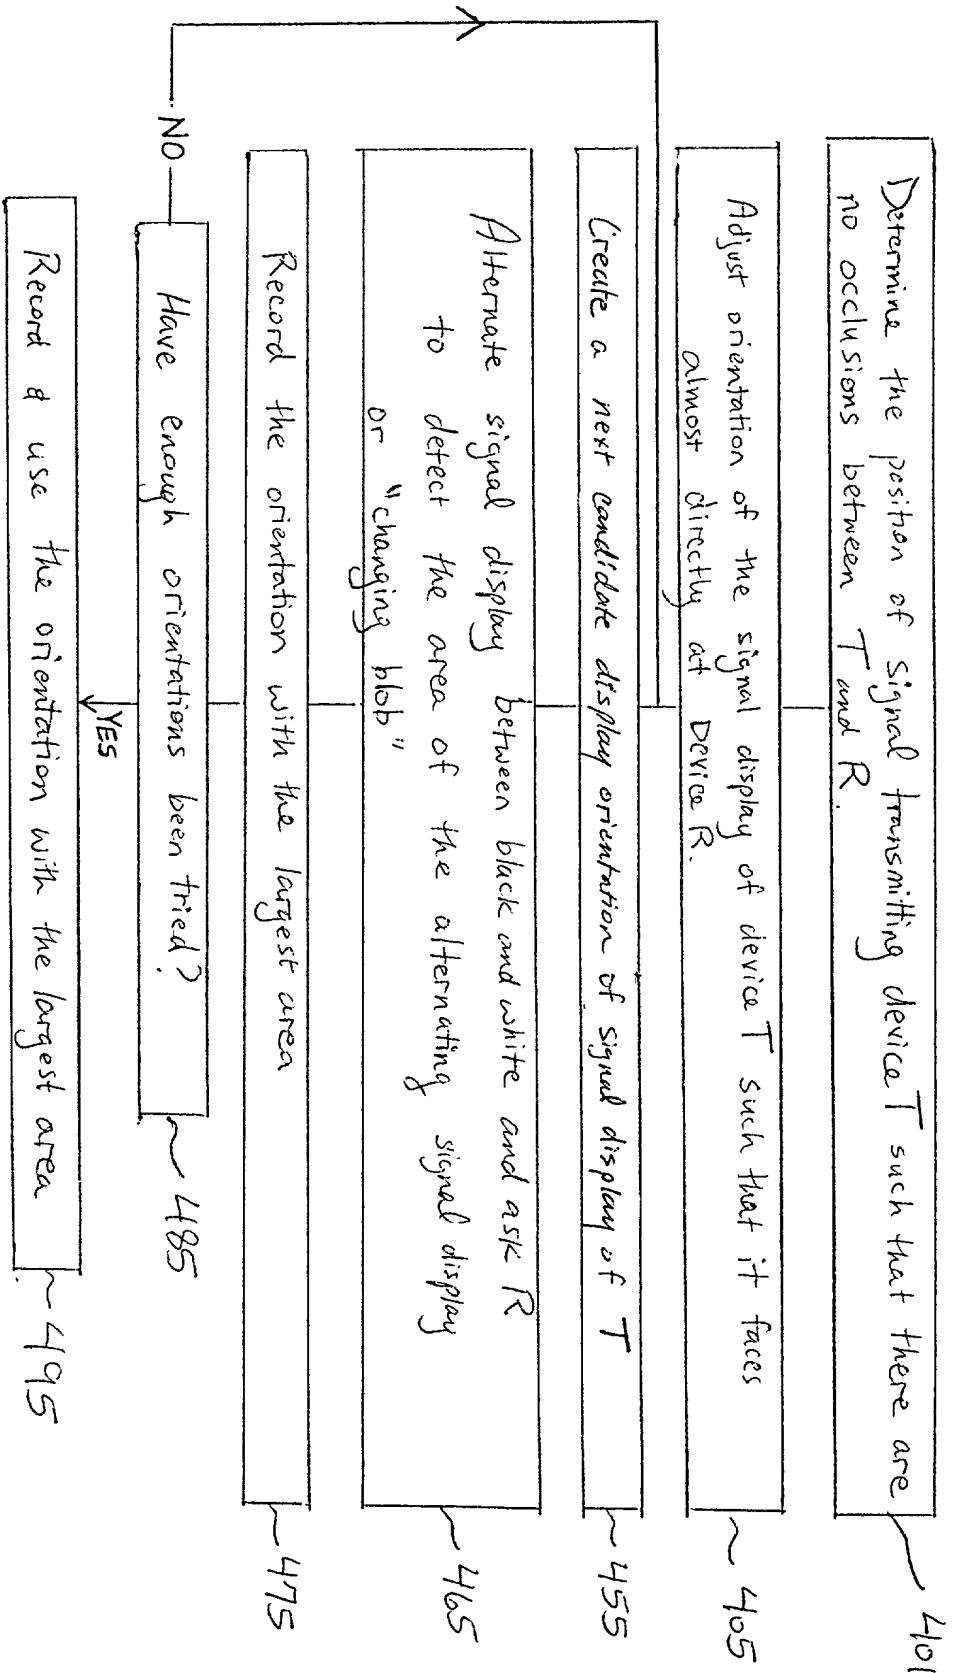 Determine the position of Signal transmitting device T such that there are
no occlusions between T and R.
401
Adjust orientation of the signal display of device T such that it faces
almost directly at Device R.
405
Create a next candidate display orientation of signal display of T
455
Alternate signal display between black and white and ask R
to detect the area of the alternating signal display
or "changing blob"
465
Record the orientation with the largest area
475
NO
Have enough orientations been tried?
485
YES
Record & use the orientation with the largest area
495